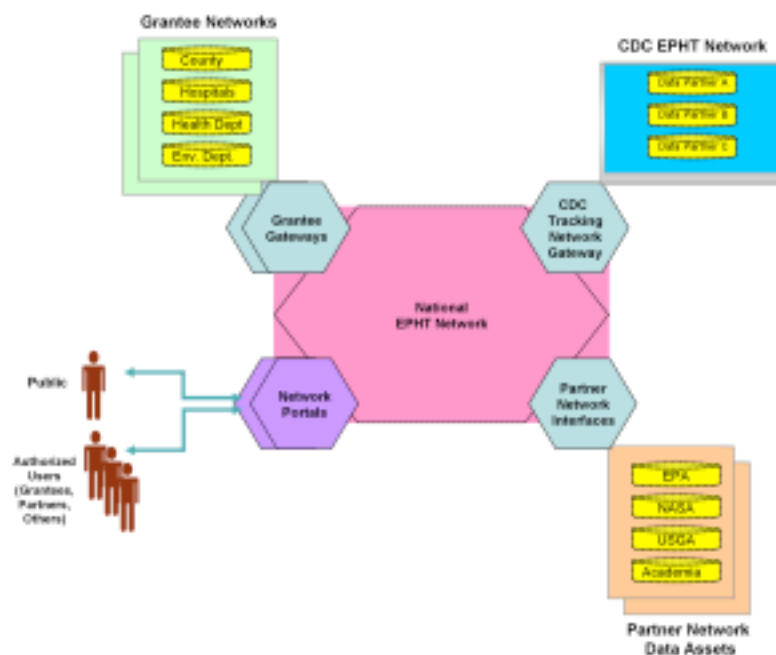 Grantee Networks
County
Hospitals
Health Dept
Env. Dept.
CDC EPHT Network
Data Partner A
Data Partner B
Data Partner C
Grantee
Gateways
CDC
Tracking
Network
Gateway
National
EPHT Network
Public
Network
Portals
Partner
Network
Interfaces
Authorized
Users
(Grantees,
Partners,
Others)
EPA
NASA
USGA
Academia
Partner Network
Data Assets